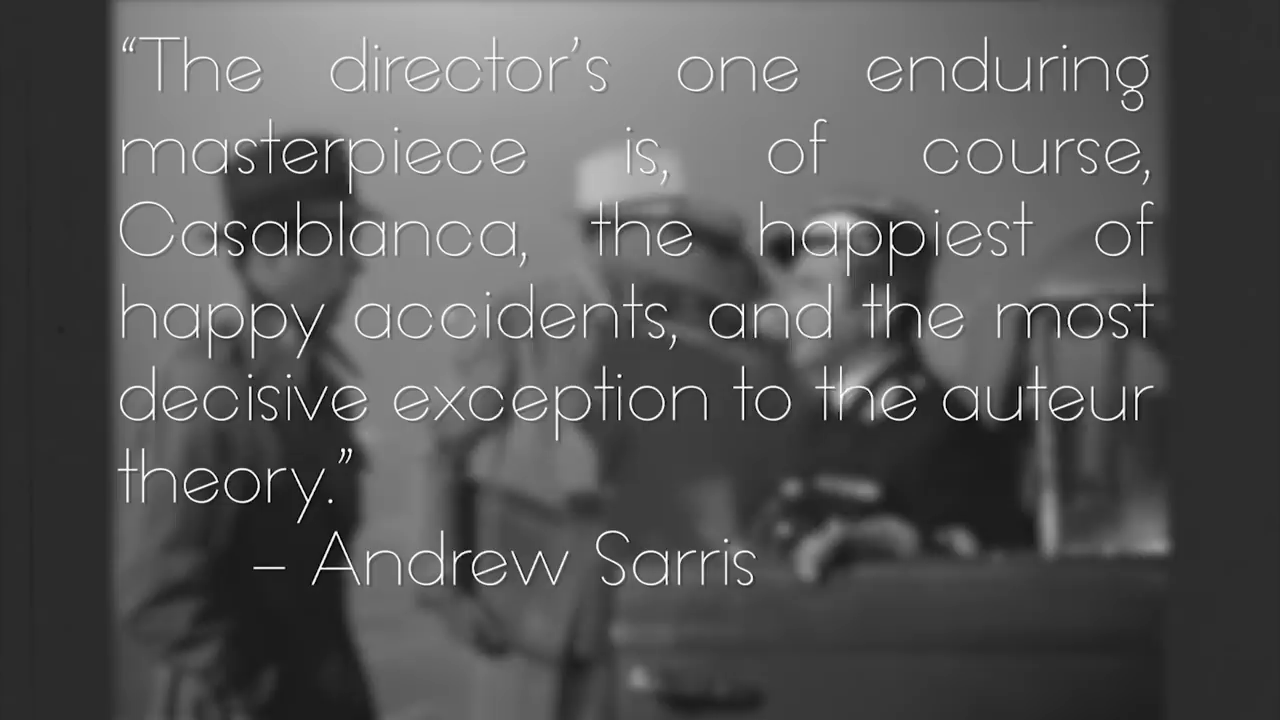 “The director’s one enduring
masterpiece is, of course,
Casablanca, the happiest of
happy accidents, and the most
decisive exception to the auteur
theory.”
– Andrew Sarris